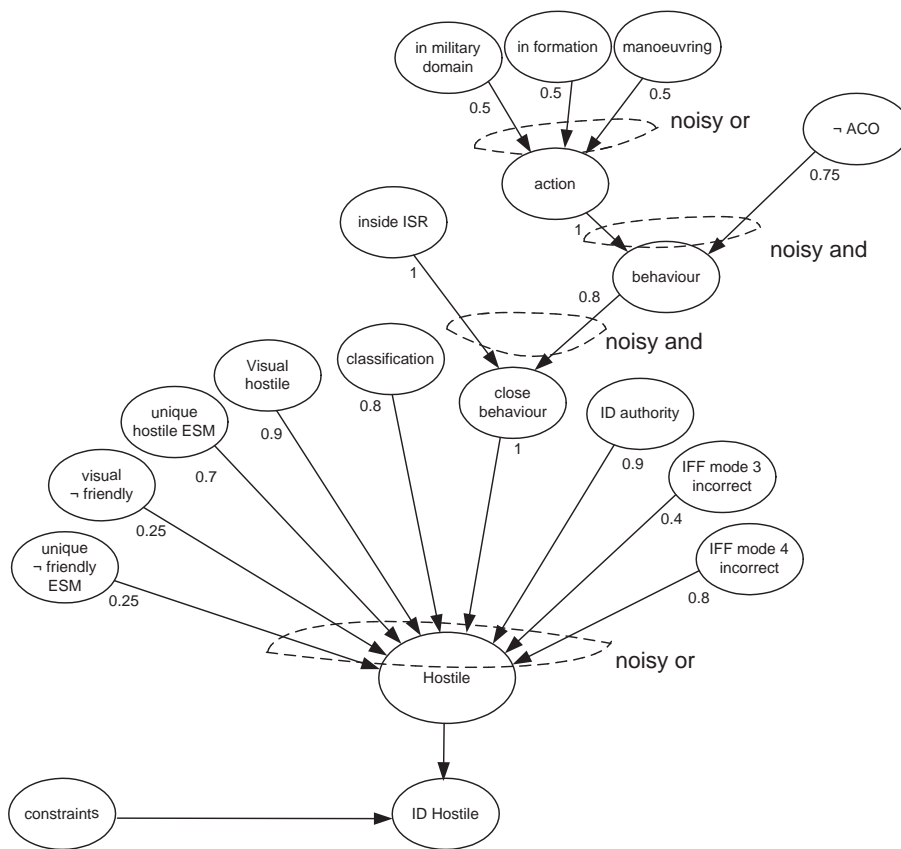 in military
domain
in formation
manoeuvring
0.5
0.5
0.5
noisy or
¬ ACO
0.75
action
inside ISR
1
1
noisy and
behaviour
0.8
noisy and
Visual
hostile
0.9
classification
0.8
close
behaviour
1
ID authority
0.9
unique
hostile ESM
0.7
IFF mode 3
incorrect
0.4
visual
¬ friendly
0.25
IFF mode 4
incorrect
0.8
unique
¬ friendly
ESM
0.25
noisy or
Hostile
constraints
ID Hostile